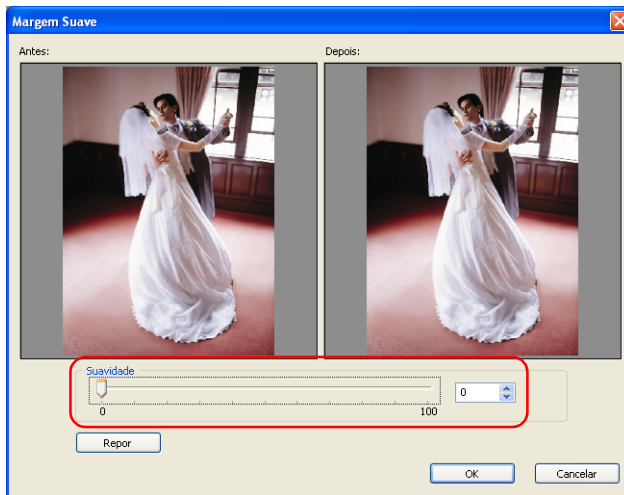 Margem Suave
Antes: Depois:
Suavidade
0
0 100
Repor
OK Cancelar